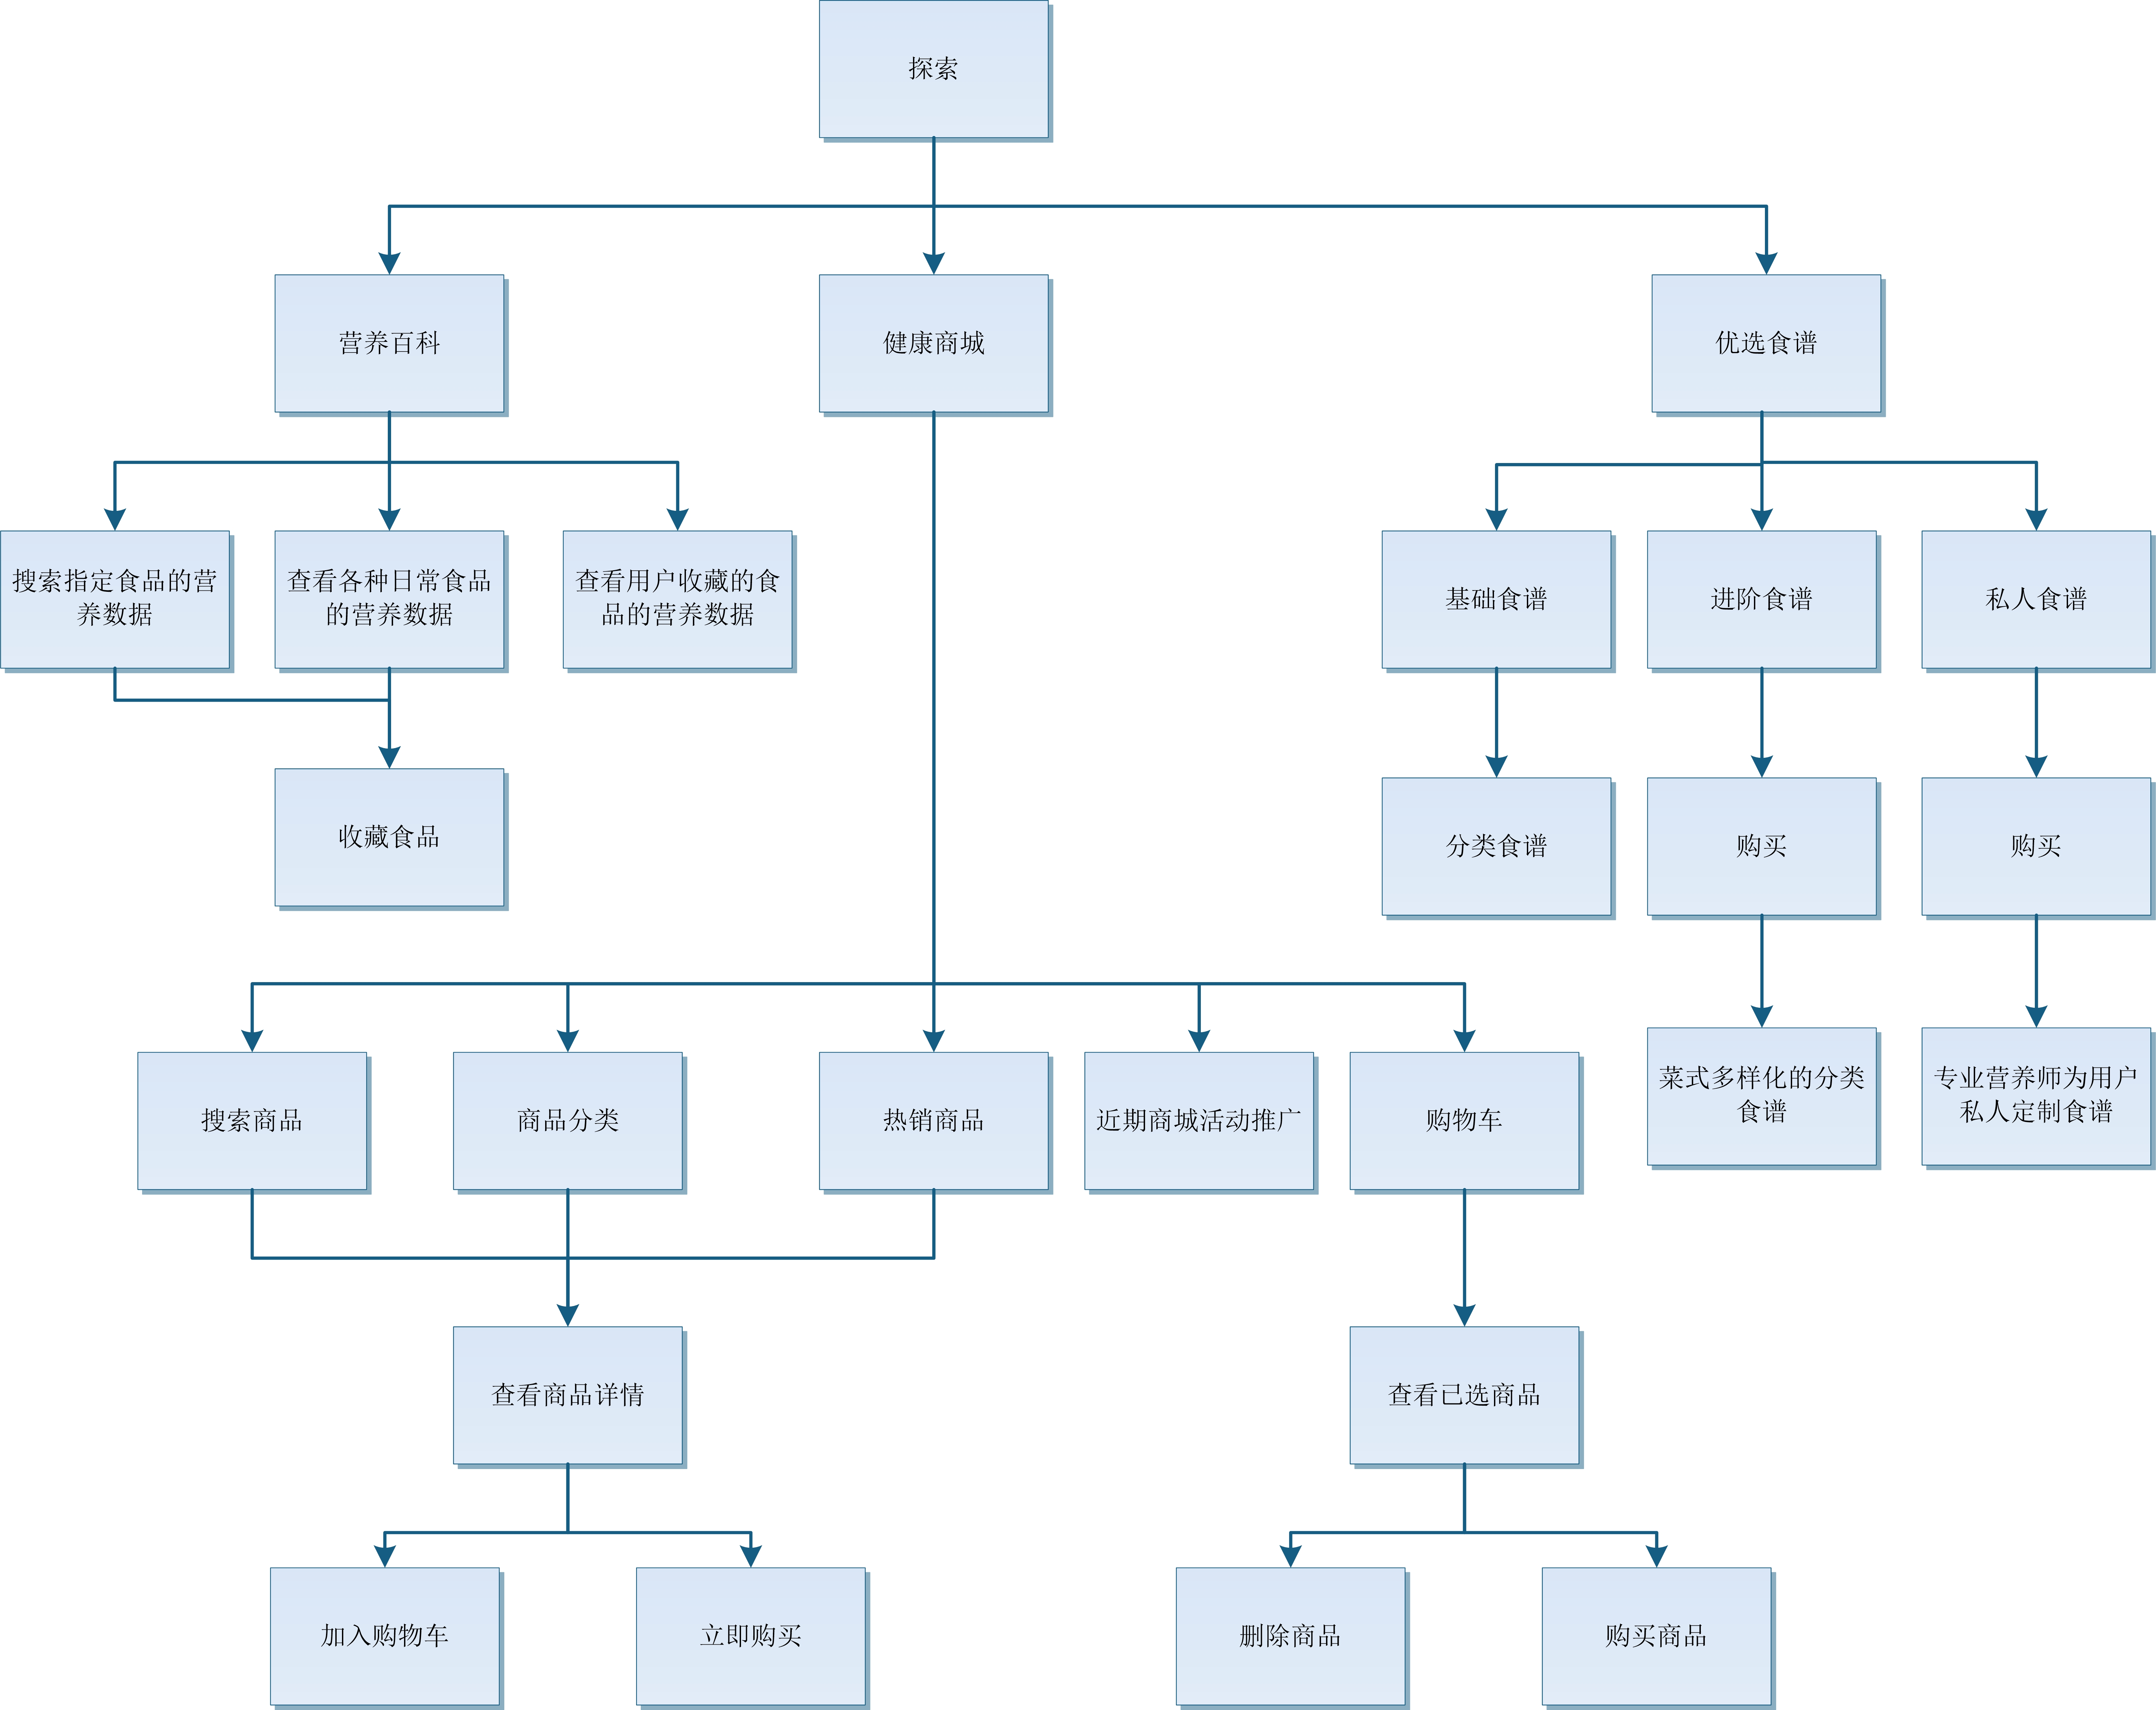 探索
营养百科
健康商城
优选食谱
搜索指定食品的营
养数据
查看各种日常食品
的营养数据
查看用户收藏的食
品的营养数据
基础食谱
进阶食谱
私人食谱
收藏食品
分类食谱
购买
购买
搜索商品
商品分类
热销商品
近期商城活动推广
购物车
菜式多样化的分类
食谱
专业营养师为用户
私人定制食谱
查看商品详情
查看已选商品
加入购物车
立即购买
删除商品
购买商品